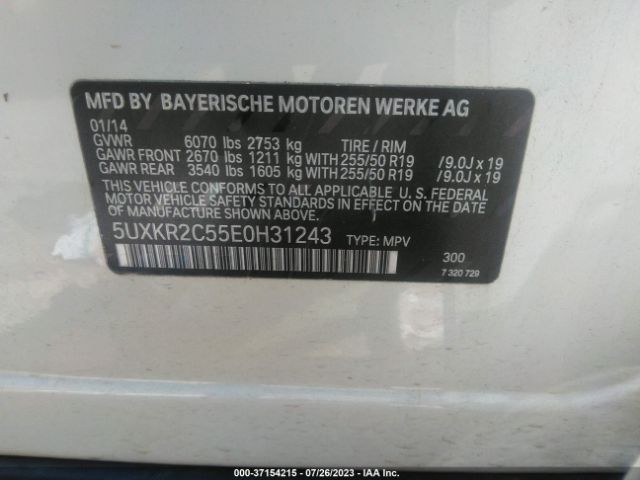 MFD BY BAYERISCHE MOTOREN WERKE AG
01/14
GVWR 6070 lbs 2753 kg TIRE / RIM
GAWR FRONT 2670 lbs 1211 kg WITH 255/50 R19 /9.0J x 19
GAWR REAR 3540 lbs 1605 kg WITH 255/50 R19 /9.0J x 19
THIS VEHICLE CONFORMS TO ALL APPLICABLE U. S. FEDERAL
MOTOR VEHICLE SAFETY STANDARDS IN EFFECT ON THE
DATE OF MANUFACTURE SHOWN ABOVE.
5UXKR2C55E0H31243 TYPE: MPV 300
7 320 729
000-37154215 - 07/26/2023 - IAA Inc.